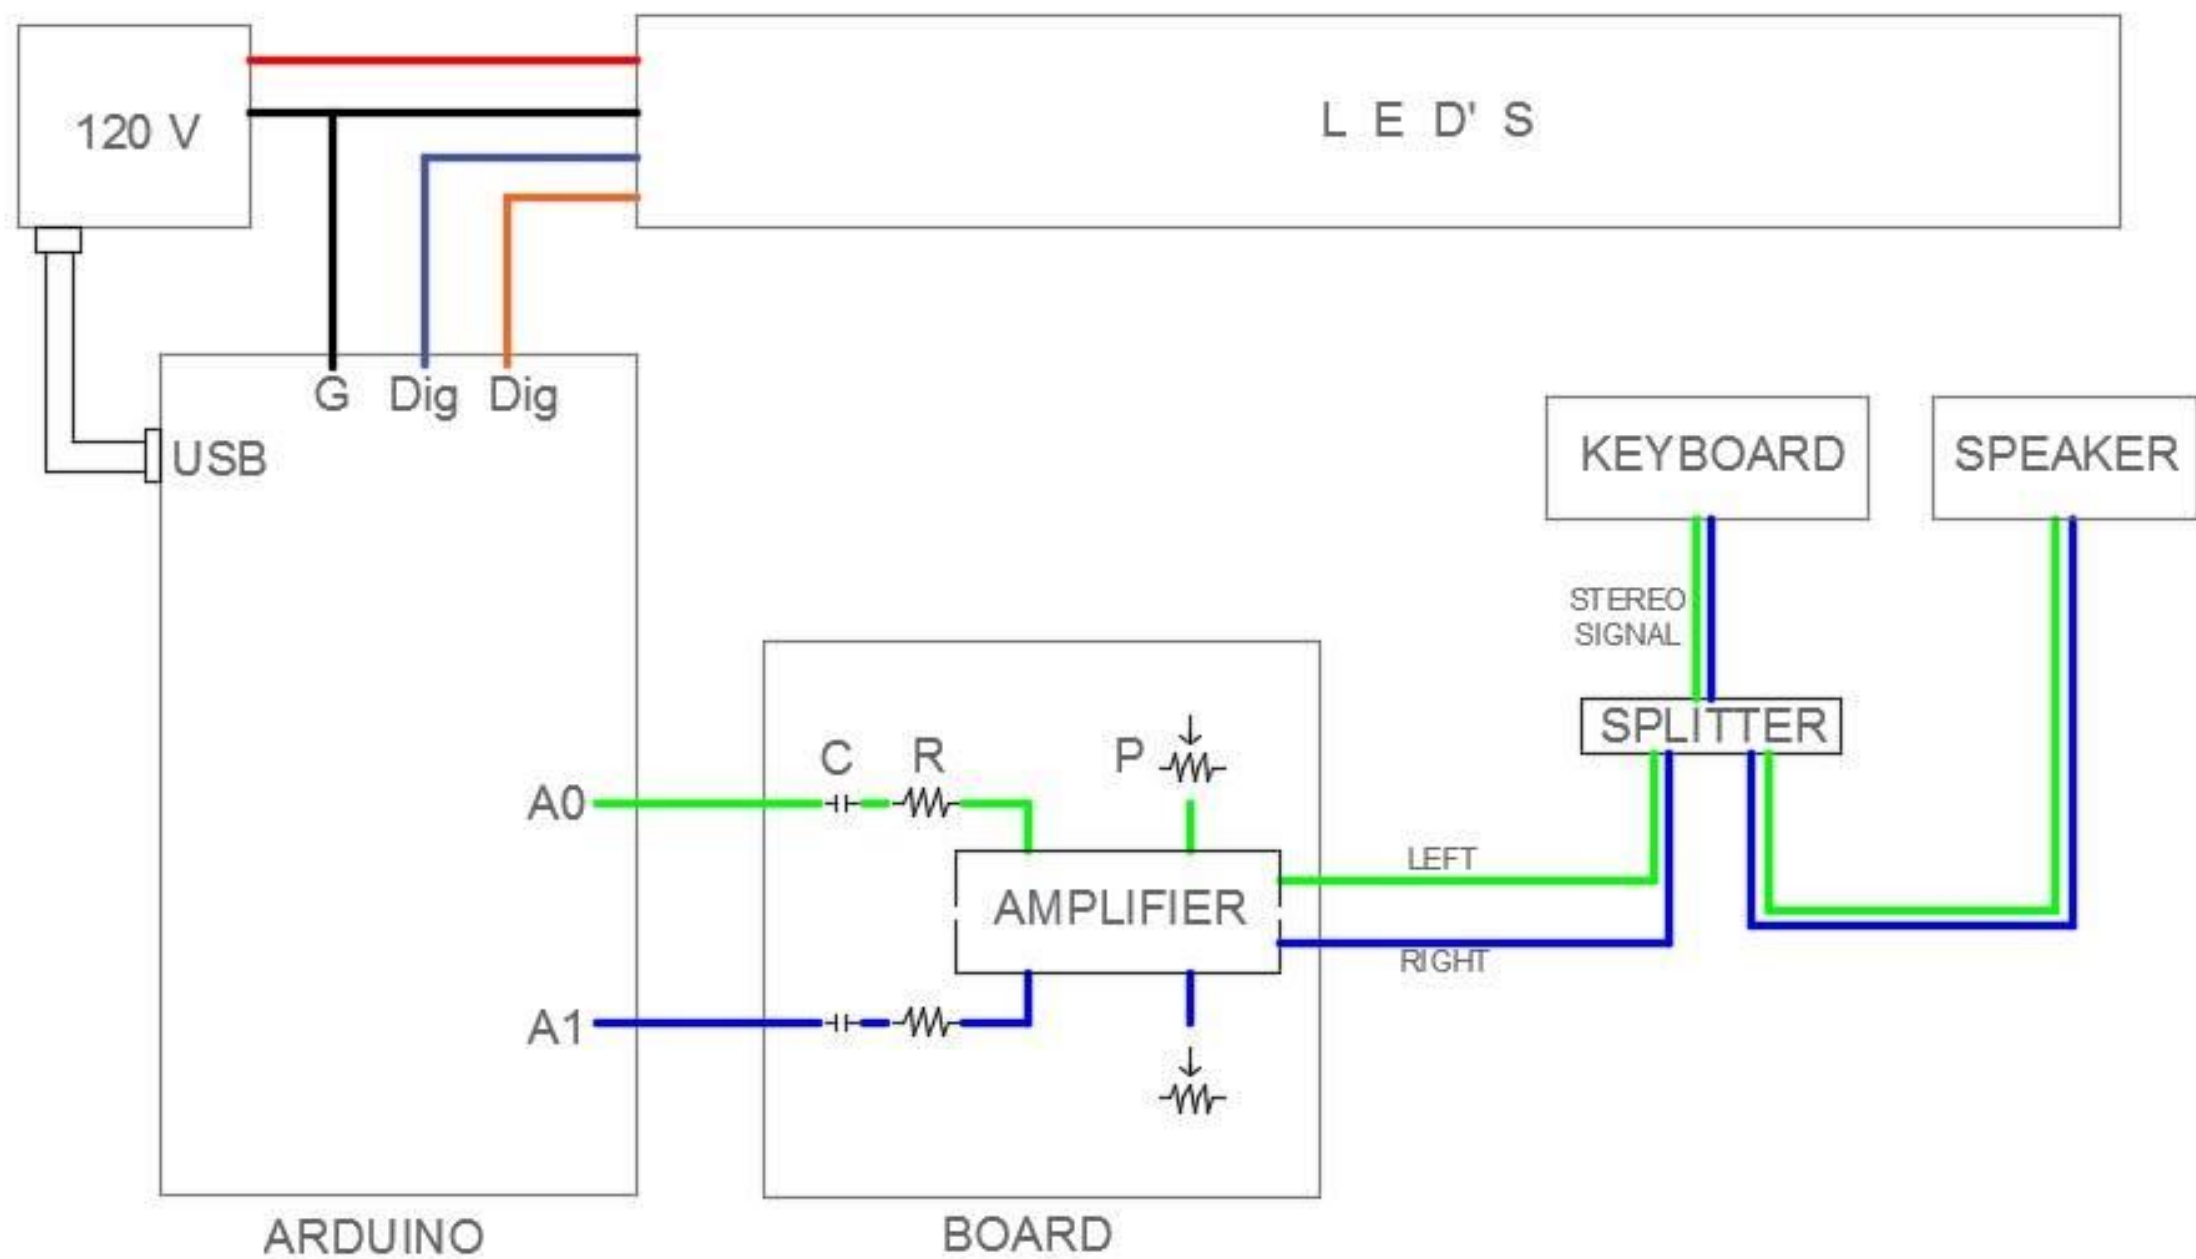 120 V
L E D' S
G Dig Dig
USB
KEYBOARD
SPEAKER
STEREO
SIGNAL
SPLITTER
C R P
A0
LEFT
AMPLIFIER
RIGHT
A1
ARDUINO
BOARD